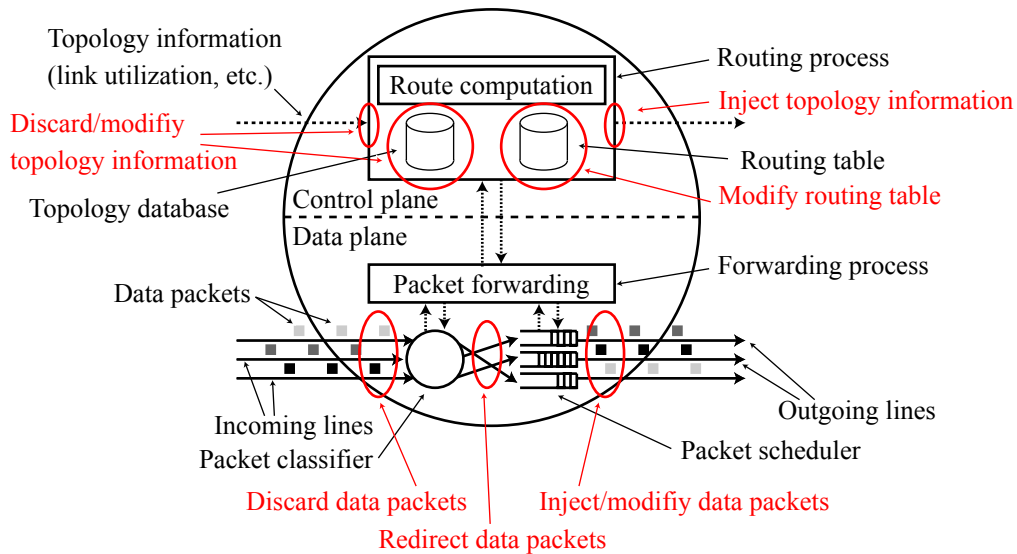 Topology information
(link utilization, etc.)
Routing process
Route computation
Inject topology information
Discard/modifiy
topology information
Routing table
Modify routing table
Topology database
Control plane
Data plane
Forwarding process
Packet forwarding
Data packets
Outgoing lines
Incoming lines
Packet classifier
Packet scheduler
Discard data packets
Inject/modifiy data packets
Redirect data packets